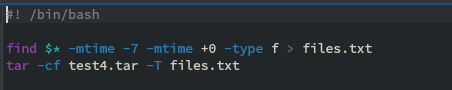 #! /bin/bash
find $* -mtime -7 -mtime +0 -type f > files.txt
tar -cf test4.tar -T files.txt